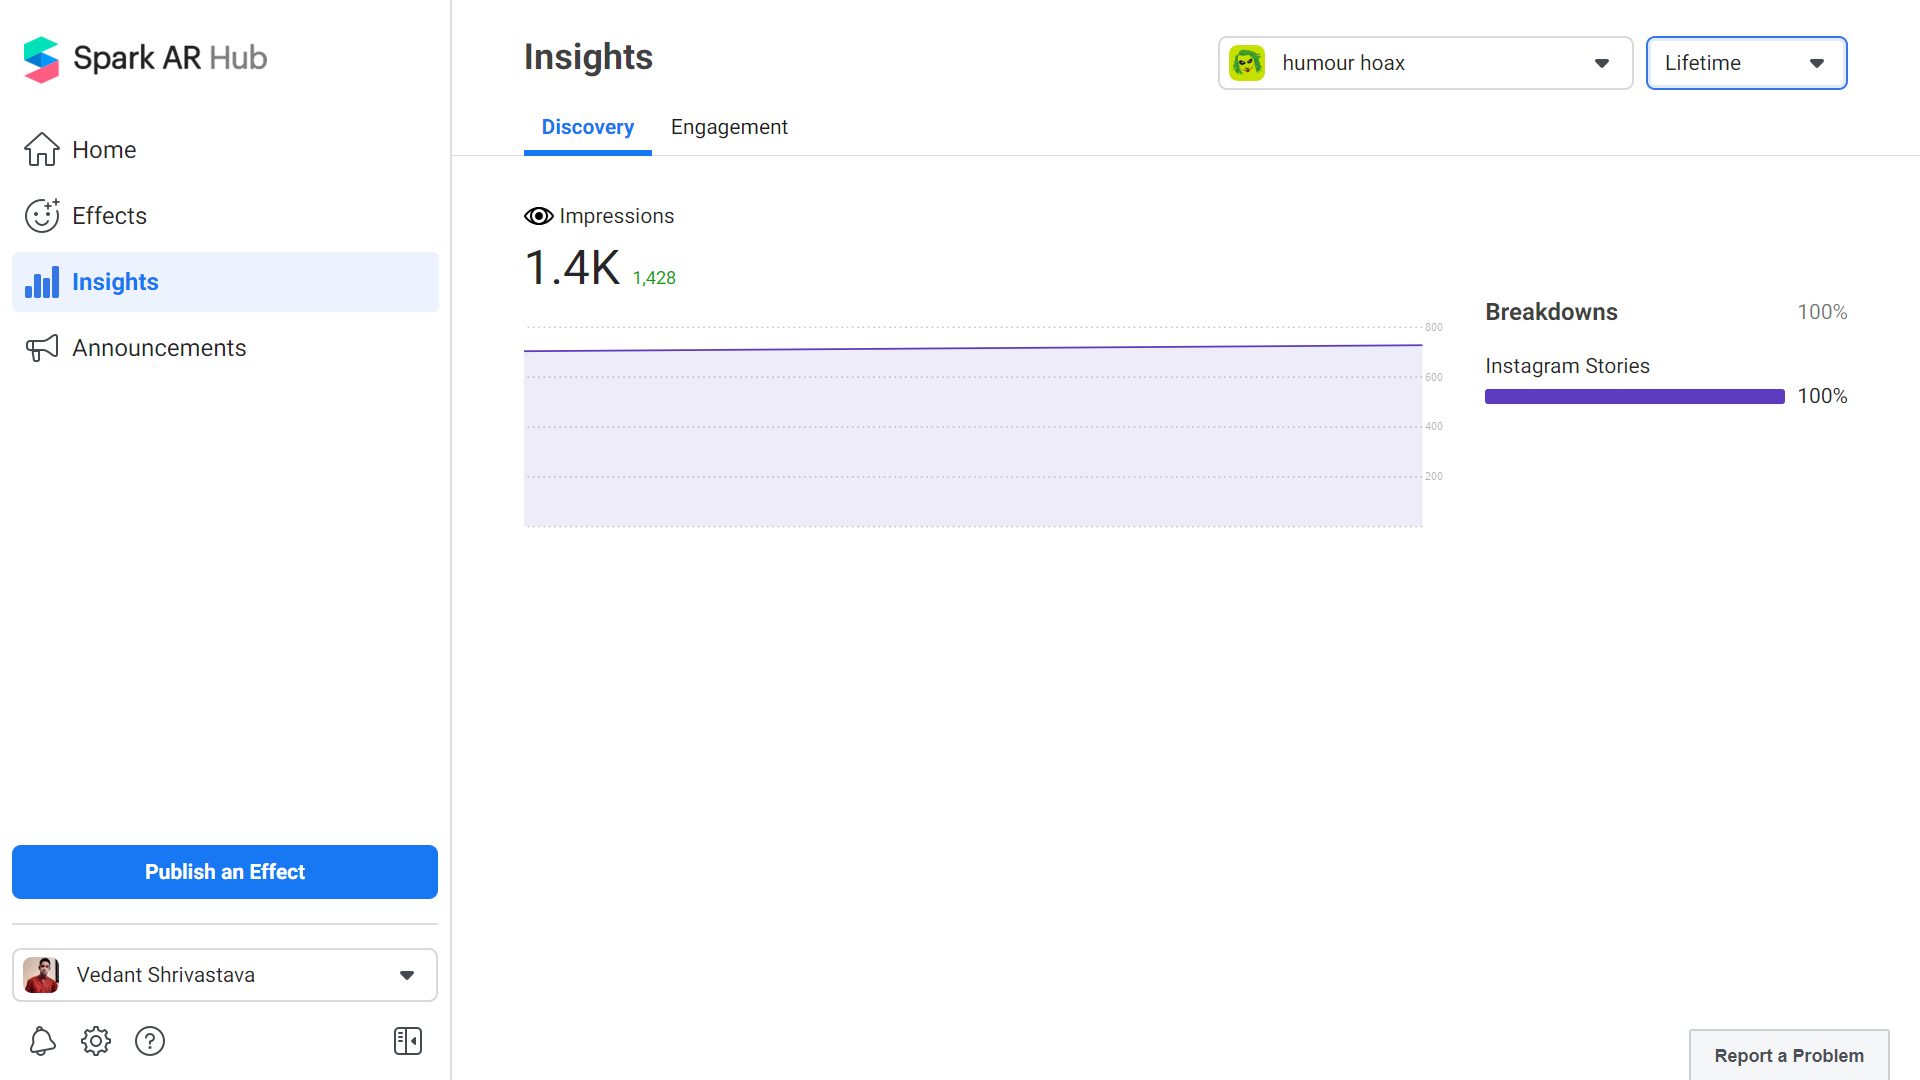 Spark AR Hub
Home
Effects
Insights
Announcements
Publish an Effect
Vedant Shrivastava
?
Insights
humour hoax
Lifetime
Discovery
Engagement
Impressions
1.4K 1,428
800
600
400
200
Breakdowns 100%
Instagram Stories
100%
Report a Problem